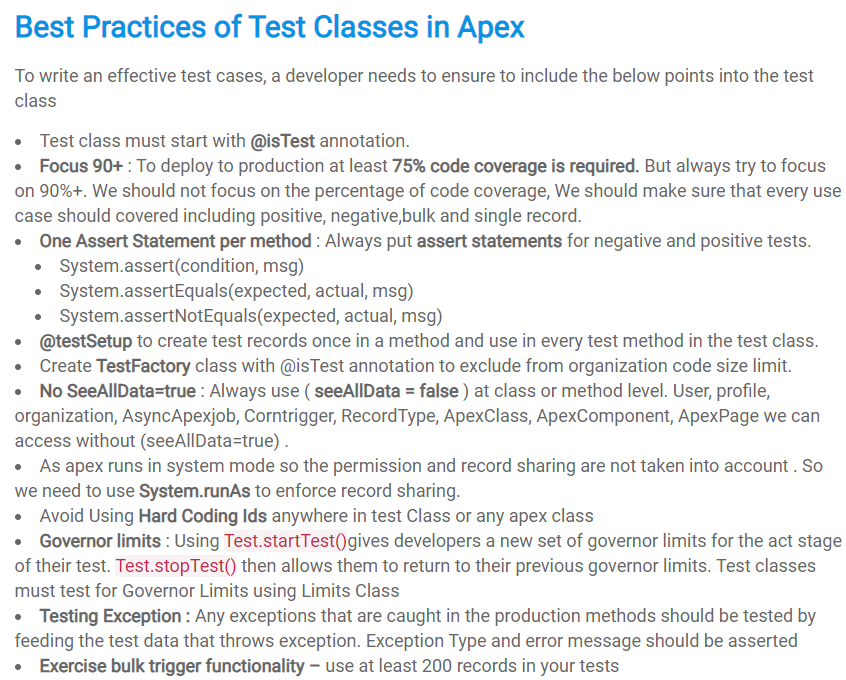 Best Practices of Test Classes in Apex
To write an effective test cases, a developer needs to ensure to include the below points into the test
class
• Test class must start with @isTest annotation.
• Focus 90+ : To deploy to production at least 75% code coverage is required. But always try to focus
on 90%+. We should not focus on the percentage of code coverage, We should make sure that every use
case should covered including positive, negative,bulk and single record.
• One Assert Statement per method : Always put assert statements for negative and positive tests.
• System.assert(condition, msg)
• System.assertEquals(expected, actual, msg)
• System.assertNotEquals(expected, actual, msg)
• @testSetup to create test records once in a method and use in every test method in the test class.
• Create TestFactory class with @isTest annotation to exclude from organization code size limit.
• No SeeAllData=true : Always use ( seeAllData = false ) at class or method level. User, profile,
organization, AsyncApexjob, Corntrigger, RecordType, ApexClass, ApexComponent, ApexPage we can
access without (seeAllData=true) .
• As apex runs in system mode so the permission and record sharing are not taken into account . So
we need to use System.runAs to enforce record sharing.
• Avoid Using Hard Coding Ids anywhere in test Class or any apex class
• Governor limits : Using Test.startTest()gives developers a new set of governor limits for the act stage
of their test. Test.stopTest() then allows them to return to their previous governor limits. Test classes
must test for Governor Limits using Limits Class
• Testing Exception : Any exceptions that are caught in the production methods should be tested by
feeding the test data that throws exception. Exception Type and error message should be asserted
• Exercise bulk trigger functionality – use at least 200 records in your tests